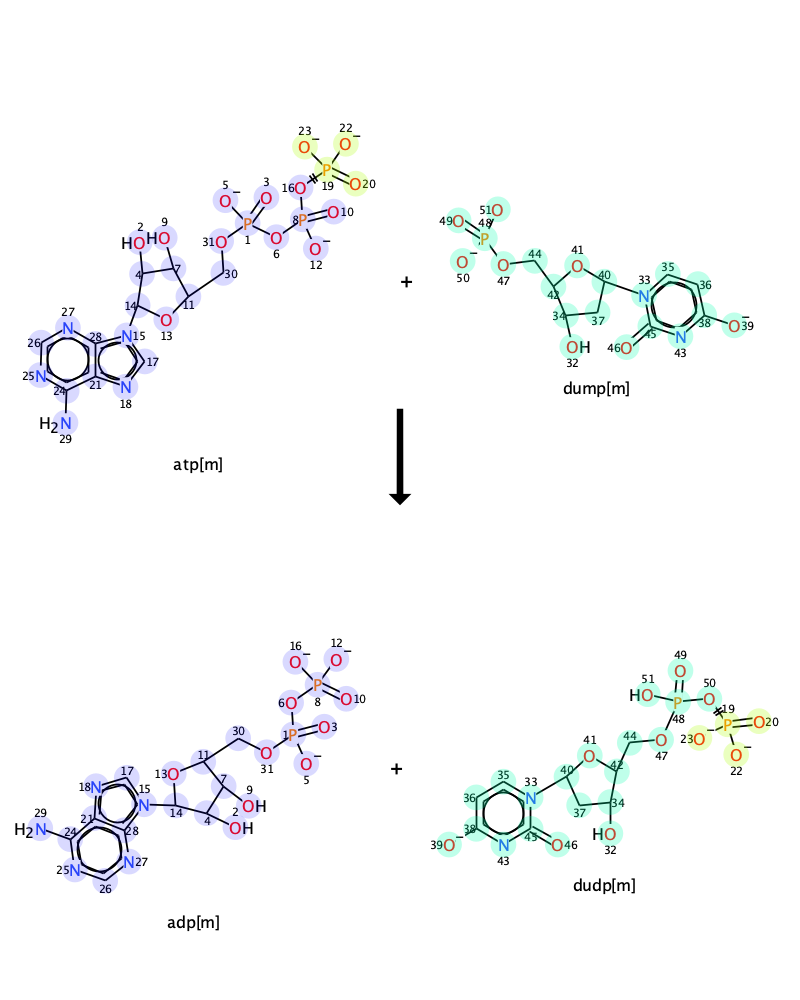 23 O⁻ 22 O⁻
5 O⁻ 3 O 16 O P 19 O 20
2 HO 9 HO P 1 P 8 O 10 51 O⁻
31 O O 6 O⁻ 12 49 O 48 P 44 41 O 35
4 7 30 50 O⁻ O 47 40 33 N 36
14 11 + 42
27 N O 13 34 37 38 O⁻ 39
26 28 N 15 OH 32 46 O 45 N 43
25 N 21 17
24 N 18
H₂N 29
dump[m]
atp[m]
16 O⁻ 12 O⁻ 49 O
6 O P 8 O 10 51 HO P 48 50 O
30 1 P O 3 19 P O 20
11 O 31 O⁻ 5 44 O 47 23 O⁻ O⁻ 22
17 13 O 41 O 42
18 N 15 N 7 9 OH + 35 33 N 40
29 H₂N 21 14 4 2 OH 36 37 34
24 28 38 45 HO 32
25 N N 27 39 O⁻ N 43 O 46
26
dudp[m]
adp[m]